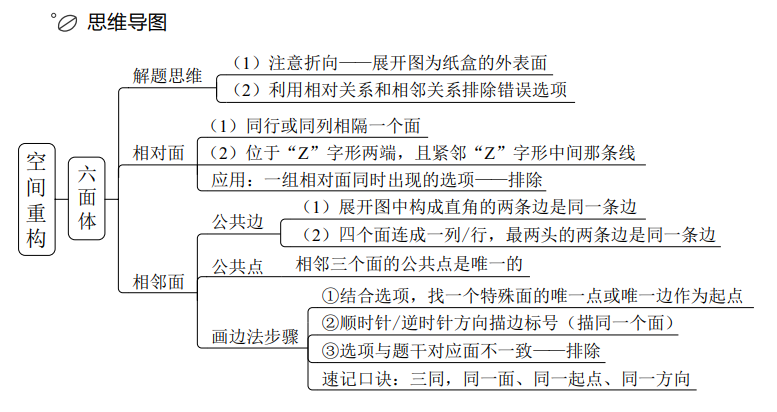 思维导图
（1）注意折向——展开图为纸盒的外表面
解题思维
（2）利用相对关系和相邻关系排除错误选项
（1）同行或同列相隔一个面
相对面
（2）位于“Z”字形两端，且紧邻“Z”字形中间那条线
应用：一组相对面同时出现的选项——排除
空间重构
六面体
（1）展开图中构成直角的两条边是同一条边
公共边
（2）四个面连成一列/行，最两头的两条边是同一条边
公共点
相邻三个面的公共点是唯一的
相邻面
①结合选项，找一个特殊面的唯一点或唯一边作为起点
②顺时针/逆时针方向描边标号（描同一个面）
画边法步骤
③选项与题干对应面不一致——排除
速记口诀：三同，同一面、同一起点、同一方向